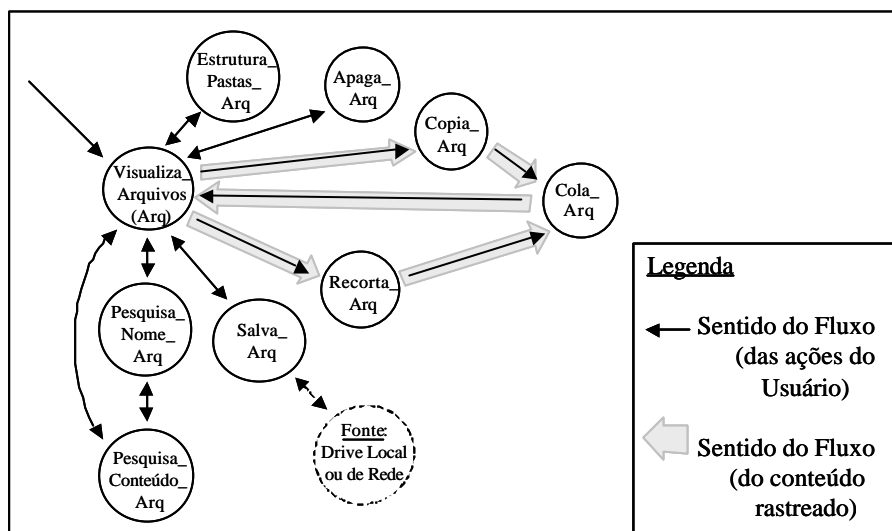 Estrutura_
Pastas_
Arq
Apaga_
Arq
Copia_
Arq
Visualiza_
Arquivos
(Arq)
Cola_
Arq
Recorta_
Arq
Pesquisa_
Nome_
Arq
Salva_
Arq
Fonte:
Drive Local
ou de Rede
Pesquisa_
Conteúdo_
Arq
Legenda
Sentido do Fluxo
(das ações do
Usuário)
Sentido do Fluxo
(do conteúdo
rastreado)